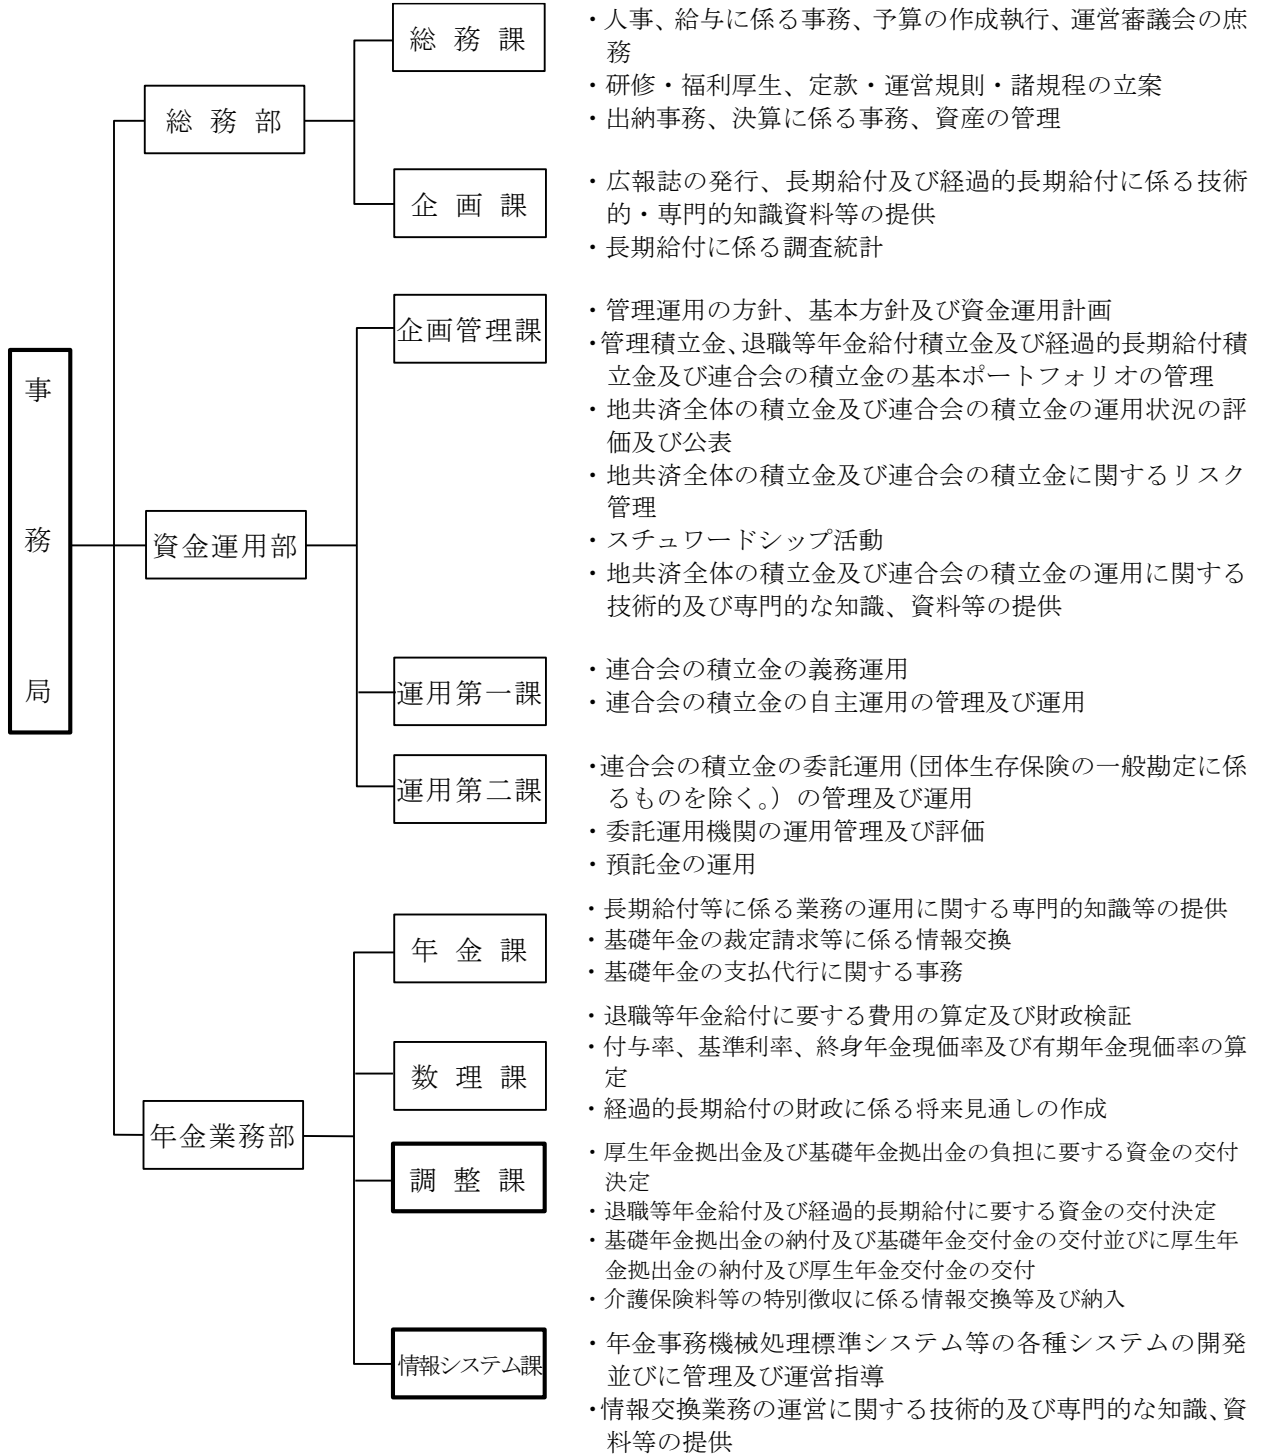 事務局
総務部
総務課
・人事、給与に係る事務、予算の作成執行、運営審議会の庶
務
・研修・福利厚生、定款・運営規則・諸規程の立案
・出納事務、決算に係る事務、資産の管理
企画課
・広報誌の発行、長期給付及び経過的長期給付に係る技術
的・専門的知識資料等の提供
・長期給付に係る調査統計
資金運用部
企画管理課
・管理運用の方針、基本方針及び資金運用計画
・管理積立金、退職等年金給付積立金及び経過的長期給付積
立金及び連合会の積立金の基本ポートフォリオの管理
・地共済全体の積立金及び連合会の積立金の運用状況の評
価及び公表
・地共済全体の積立金及び連合会の積立金に関するリスク
管理
・スチュワードシップ活動
・地共済全体の積立金及び連合会の積立金の運用に関する
技術的及び専門的な知識、資料等の提供
運用第一課
・連合会の積立金の義務運用
・連合会の積立金の自主運用の管理及び運用
運用第二課
・連合会の積立金の委託運用(団体生存保険の一般勘定に係
るものを除く。)の管理及び運用
・委託運用機関の運用管理及び評価
・預託金の運用
年金業務部
年金課
・長期給付等に係る業務の運用に関する専門的知識等の提供
・基礎年金の裁定請求等に係る情報交換
・基礎年金の支払代行に関する事務
数理課
・退職等年金給付に要する費用の算定及び財政検証
・付与率、基準利率、終身年金現価率及び有期年金現価率の算
定
・経過的長期給付の財政に係る将来見通しの作成
調整課
・厚生年金拠出金及び基礎年金拠出金の負担に要する資金の交付
決定
・退職等年金給付及び経過的長期給付に要する資金の交付決定
・基礎年金拠出金の納付及び基礎年金交付金の交付並びに厚生年
金拠出金の納付及び厚生年金交付金の交付
・介護保険料等の特別徴収に係る情報交換等及び納入
情報システム課
・年金事務機械処理標準システム等の各種システムの開発
並びに管理及び運営指導
・情報交換業務の運営に関する技術的及び専門的な知識、資
料等の提供